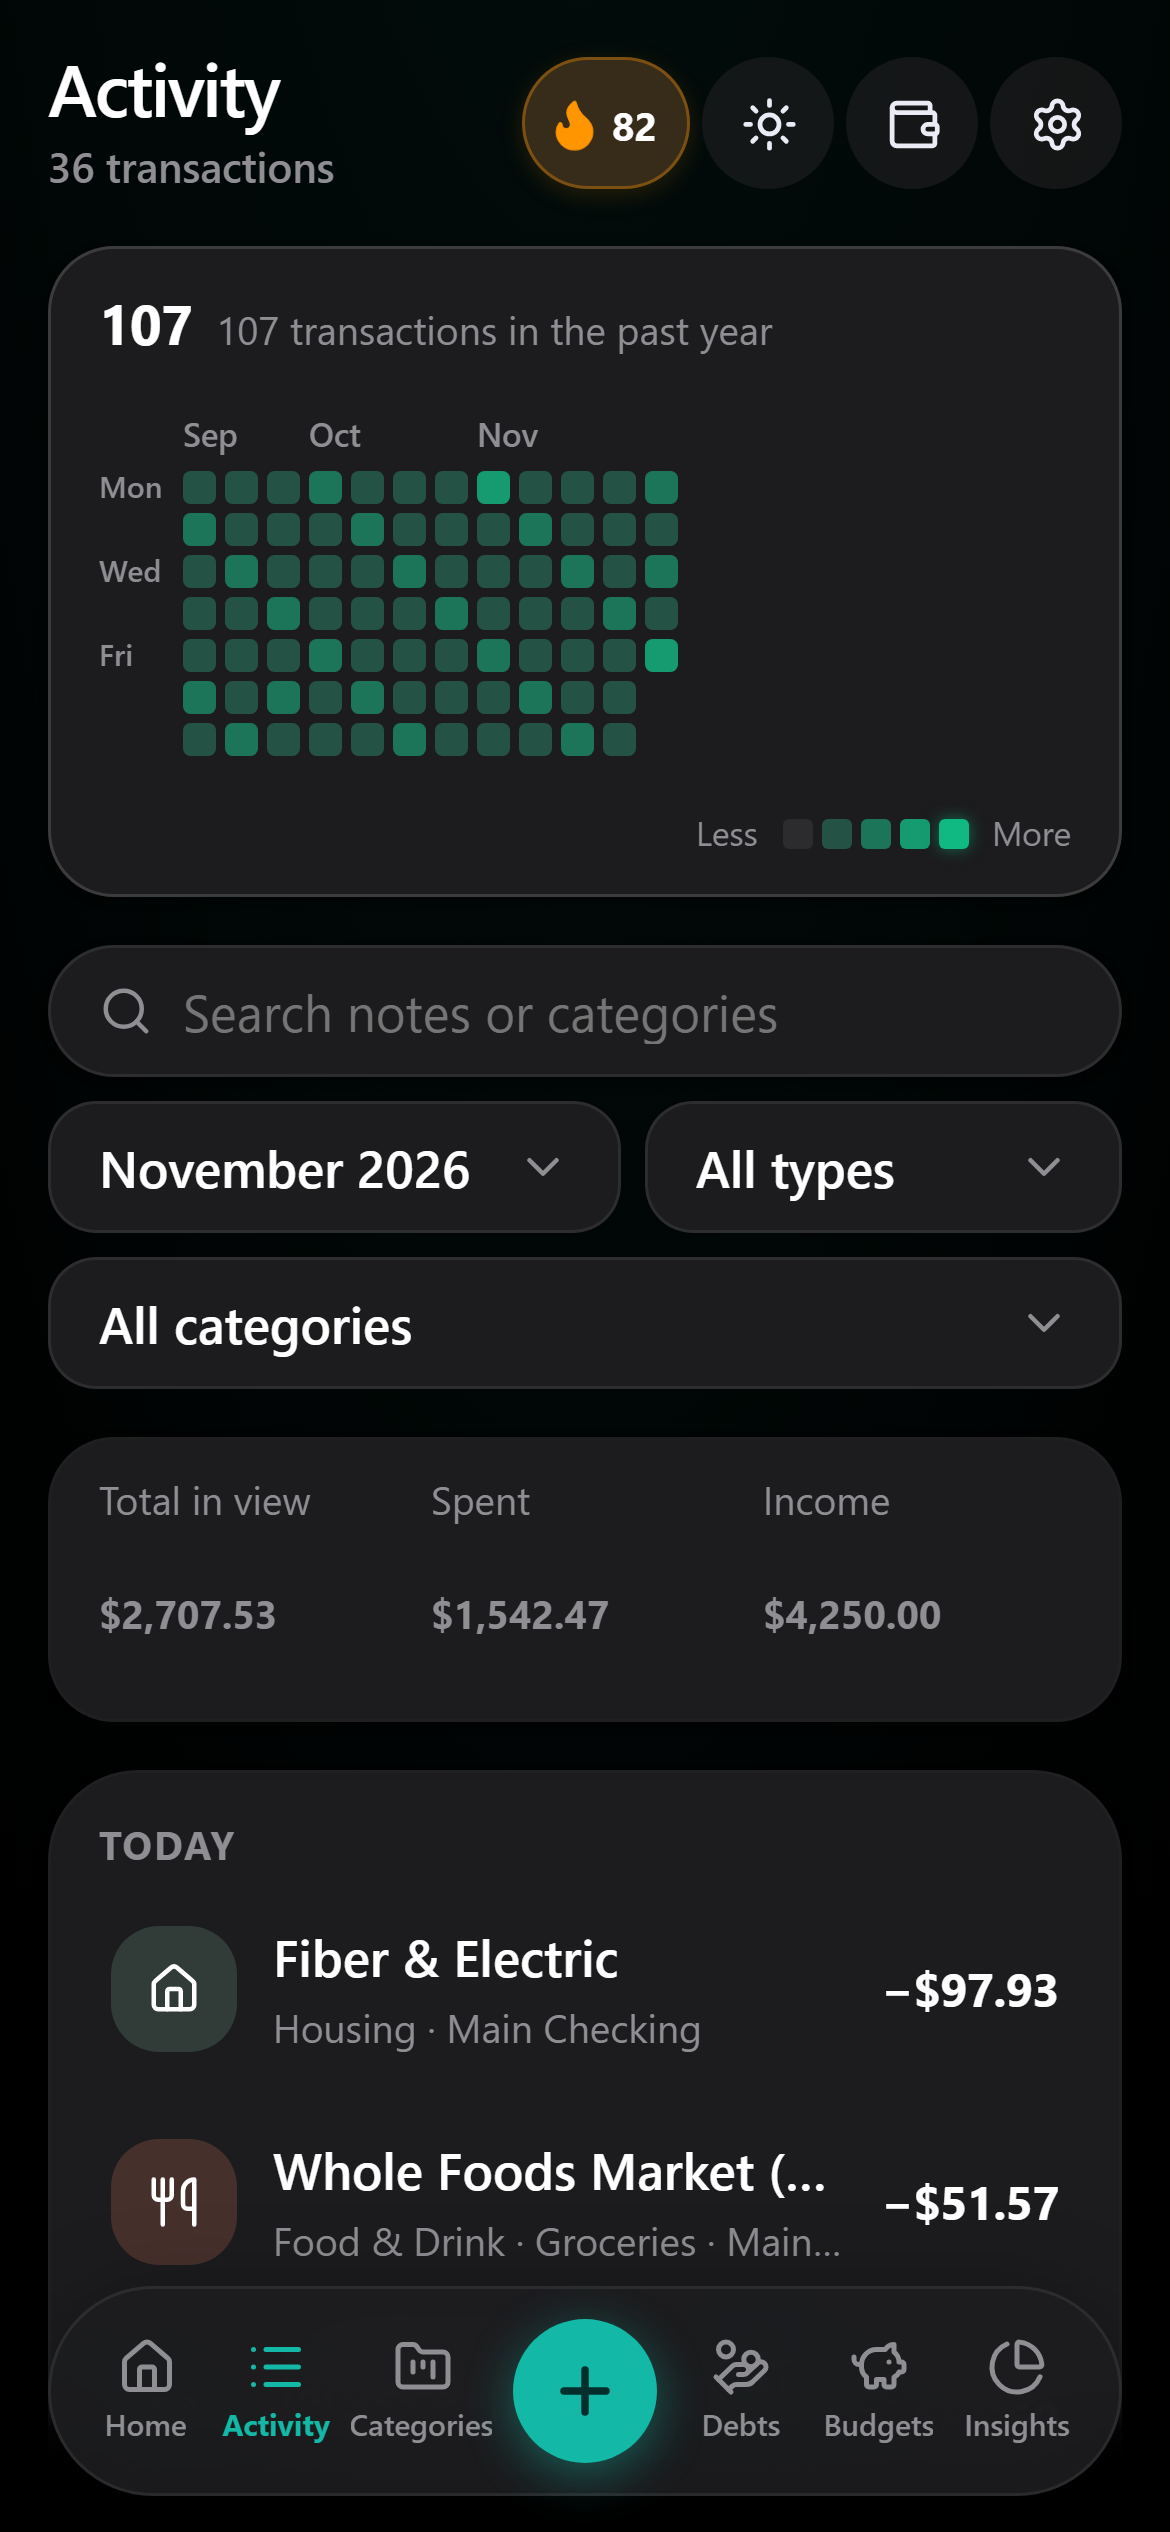 Activity
36 transactions
82
107 107 transactions in the past year
Sep Oct Nov
Mon
Wed
Fri
Less More
Search notes or categories
November 2026
All types
All categories
Total in view Spent Income
$2,707.53 $1,542.47 $4,250.00
TODAY
Fiber & Electric
Housing · Main Checking
–$97.93
Whole Foods Market (...
Food & Drink · Groceries · Main...
–$51.57
Home Activity Categories Debts Budgets Insights